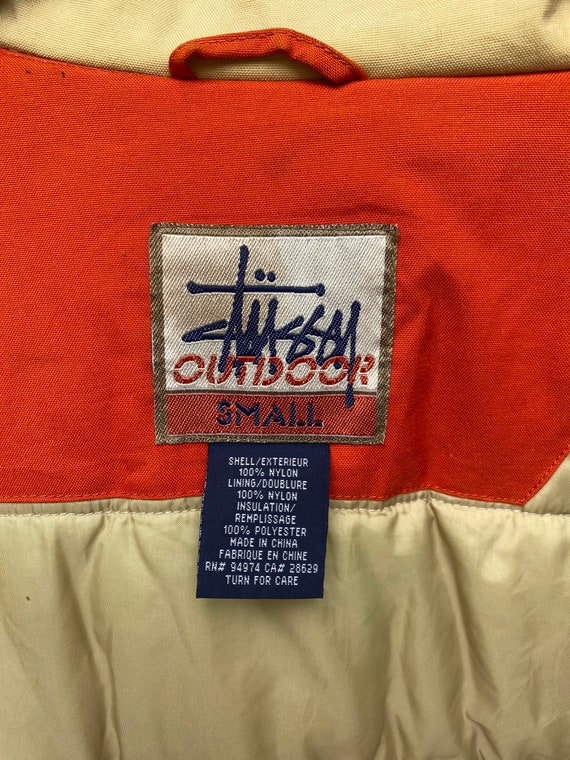 Stüssy
OUTDOOR
SMALL
SHELL/EXTERIEUR
100% NYLON
LINING/DOUBLURE
100% NYLON
INSULATION/
REMPLISSAGE
100% POLYESTER
MADE IN CHINA
FABRIQUE EN CHINE
RN# 94974 CA# 28629
TURN FOR CARE